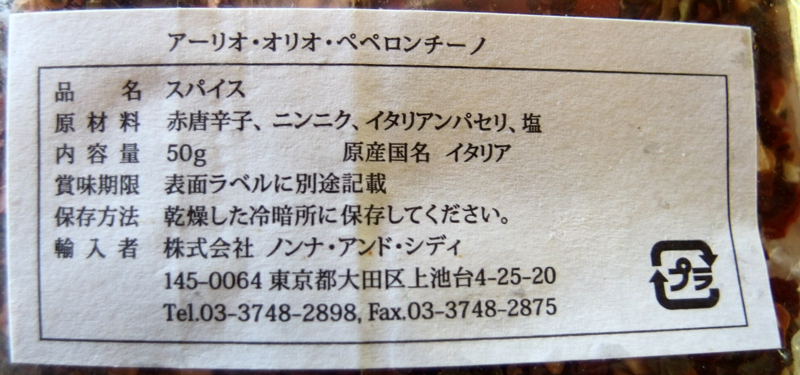 アーリオ・オリオ・ペペロンチーノ
品名 スパイス
原材料 赤唐辛子、ニンニク、イタリアンパセリ、塩
内容量 50g 原産国名 イタリア
賞味期限 表面ラベルに別途記載
保存方法 乾燥した冷暗所に保存してください。
輸入者 株式会社 ノンナ・アンド・シディ
145-0064 東京都大田区上池台4-25-20
Tel.03-3748-2898, Fax.03-3748-2875
プラ